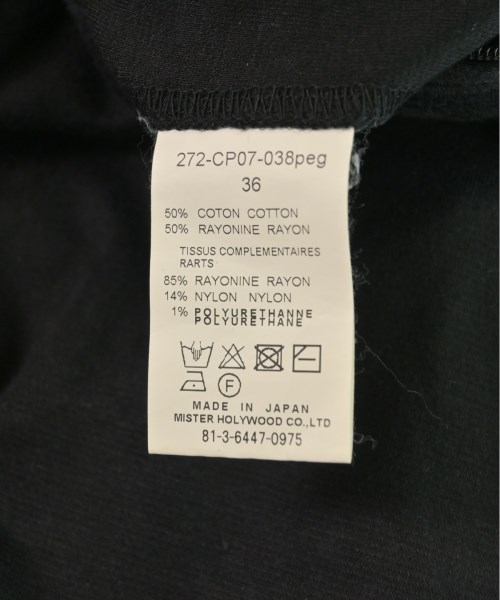 272-CP07-038peg
36
50% COTON COTTON
50% RAYONINE RAYON
TISSUS COMPLEMENTAIRES
RARTS
85% RAYONINE RAYON
14% NYLON NYLON
1% POLYURETHANNE
POLYURETHANE
F
MADE IN JAPAN
MISTER HOLYWOOD CO.,LTD
81-3-6447-0975